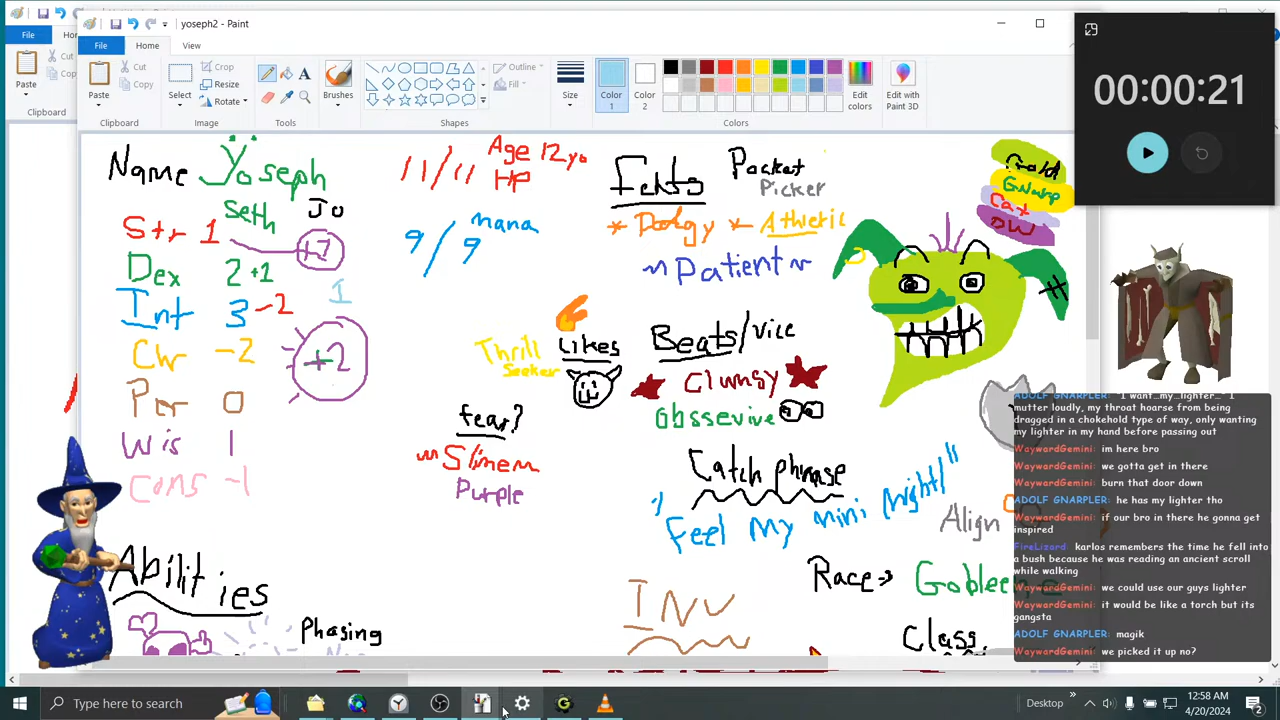 yoseph2 - Paint
File
Home
View
Paste
Cut
Copy
Clipboard
Select
Crop
Resize
Rotate
Image
Tools
Brushes
Shapes
Outline
Fill
Size
Color 1
Color 2
Colors
Edit colors
Edit with Paint 3D
00:00:21
Name Yoseph
Seth Jo
Str 1 +7
Dex 2 +1
Int 3 -2
Chr -2 +2
Per 0
Wis 1
Cons -1
Age 12 yo
11/11 HP
9/9 mana
Packet
Picker
Dodgy
Patient
Thrill Seeker
Likes
Beats/vice
Clumsy
Obssevive
fear?
Slimem
Purple
Catch phrase
"Feel My mini might"
Align
Race
Class
Abilities
Phasing
INV
Gnarp
Cat
DW
ADOLF GNARPLER: "I want...my...lighter..." I
mutter loudly, my throat hoarse from being
dragged in a chokehold type of way, only wanting
my lighter in my hand before passing out
WaywardGemini: im here bro
WaywardGemini: we gotta get in there
WaywardGemini: burn that door down
ADOLF GNARPLER: he has my lighter tho
WaywardGemini: if our bro in there he gonna get
inspired
FireLizard: karlos remembers the time he fell into
a bush because he was reading an ancient scroll
while walking
WaywardGemini: we could use our guys lighter
WaywardGemini: it would be like a torch but its
gangsta
ADOLF GNARPLER: magik
WaywardGemini: we picked it up no?
Type here to search
Desktop
12:58 AM
4/20/2024
2